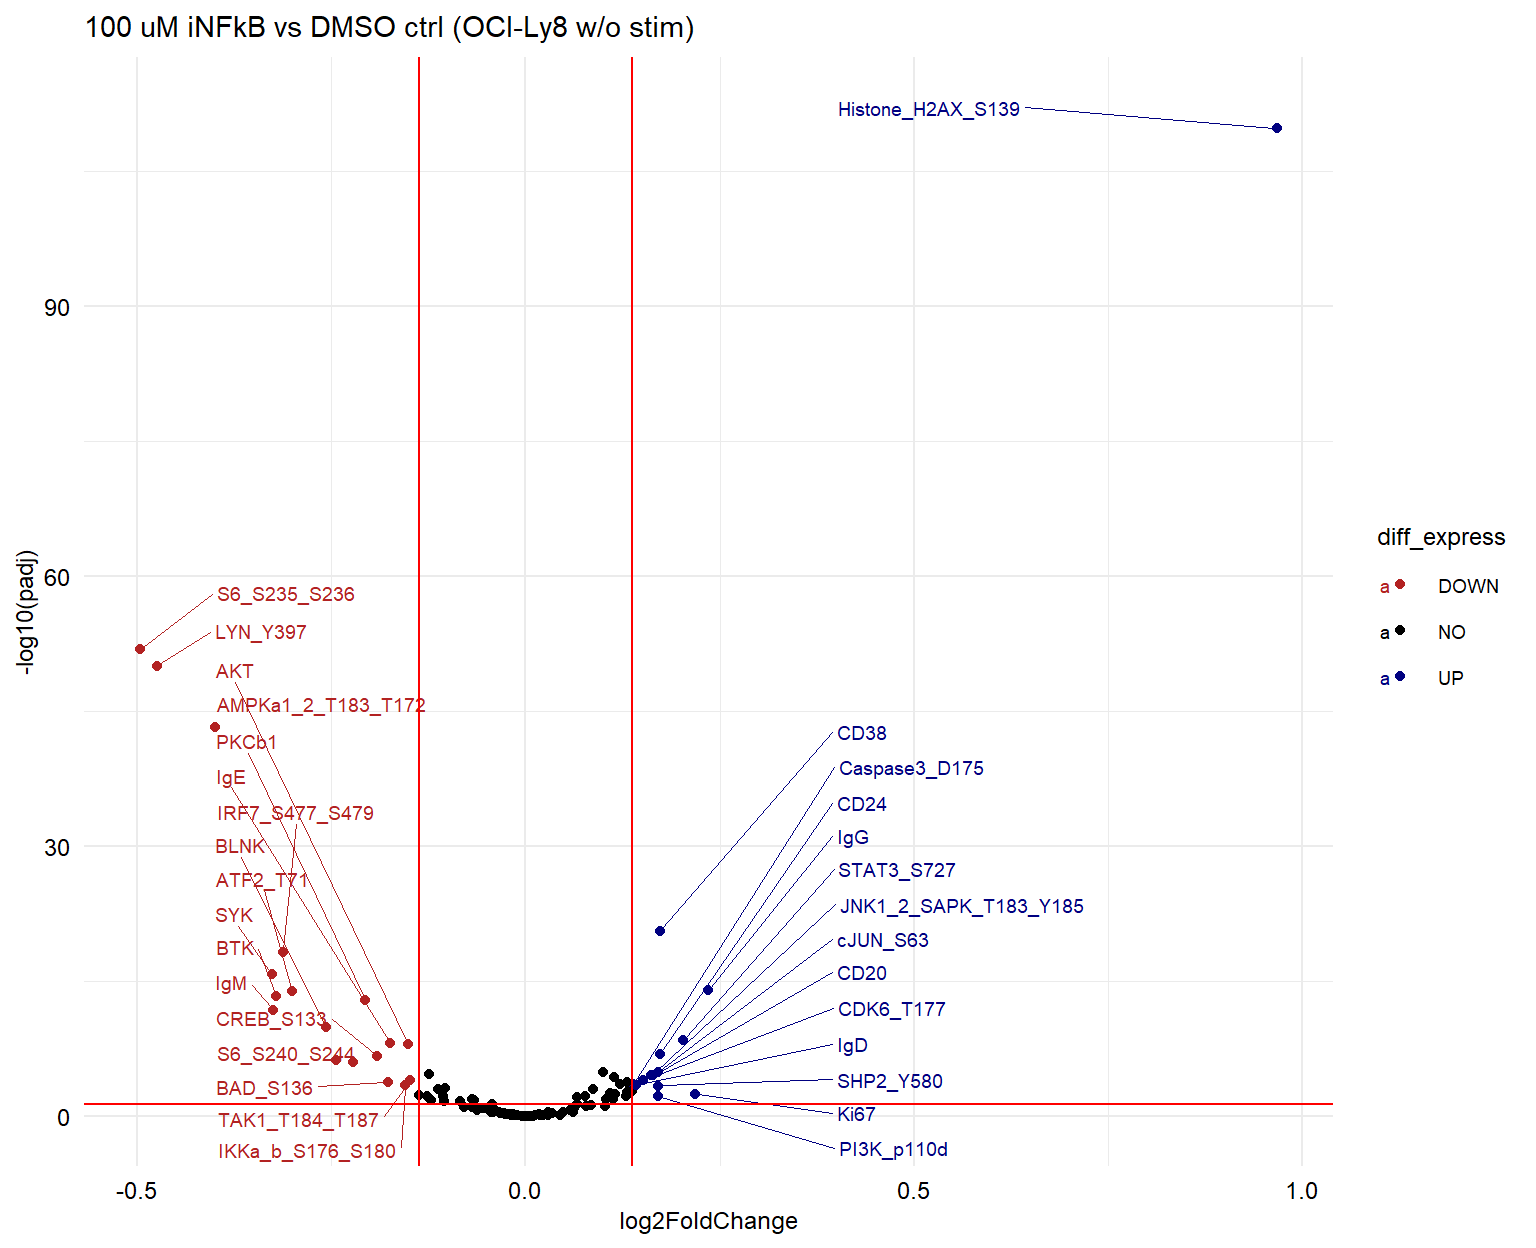 100 uM iNFkB vs DMSO ctrl (OCI-Ly8 w/o stim)
Histone_H2AX_S139
90
60
30
0
-log10(padj)
S6_S235_S236
LYN_Y397
AKT
AMPKa1_2_T183_T172
PKCb1
IgE
IRF7_S477_S479
BLNK
ATF2_T71
SYK
BTK
IgM
CREB_S133
S6_S240_S244
BAD_S136
TAK1_T184_T187
IKKa_b_S176_S180
CD38
Caspase3_D175
CD24
IgG
STAT3_S727
JNK1_2_SAPK_T183_Y185
cJUN_S63
CD20
CDK6_T177
IgD
SHP2_Y580
Ki67
PI3K_p110d
-0.5 0.0 0.5 1.0
log2FoldChange
diff_express
a DOWN
a NO
a UP